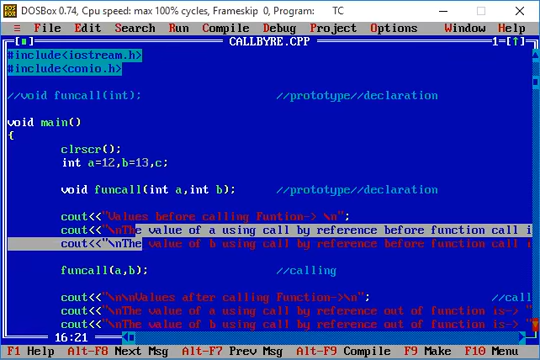 DOSBox 0.74, Cpu speed: max 100% cycles, Frameskip 0, Program: TC
≡ File Edit Search Run Compile Debug Project Options Window Help
[■] CALLBYRE.CPP 1=[↑]
#include<iostream.h>
#include<conio.h>
//void funcall(int); //prototype//declaration
void main()
{
clrscr();
int a=12,b=13,c;
void funcall(int a,int b); //prototype//declaration
cout<<"Values before calling Funtion-> \n";
cout<<"\nThe value of a using call by reference before function call i
cout<<"\nThe value of b using call by reference before function call
funcall(a,b); //calling
cout<<"\n\nValues after calling Function->\n"; //call
cout<<"\nThe value of a using call by reference out of function is-> "
cout<<"\nThe value of b using call by reference out of function is-> "
16:21
F1 Help Alt-F8 Next Msg Alt-F7 Prev Msg Alt-F9 Compile F9 Make F10 Menu